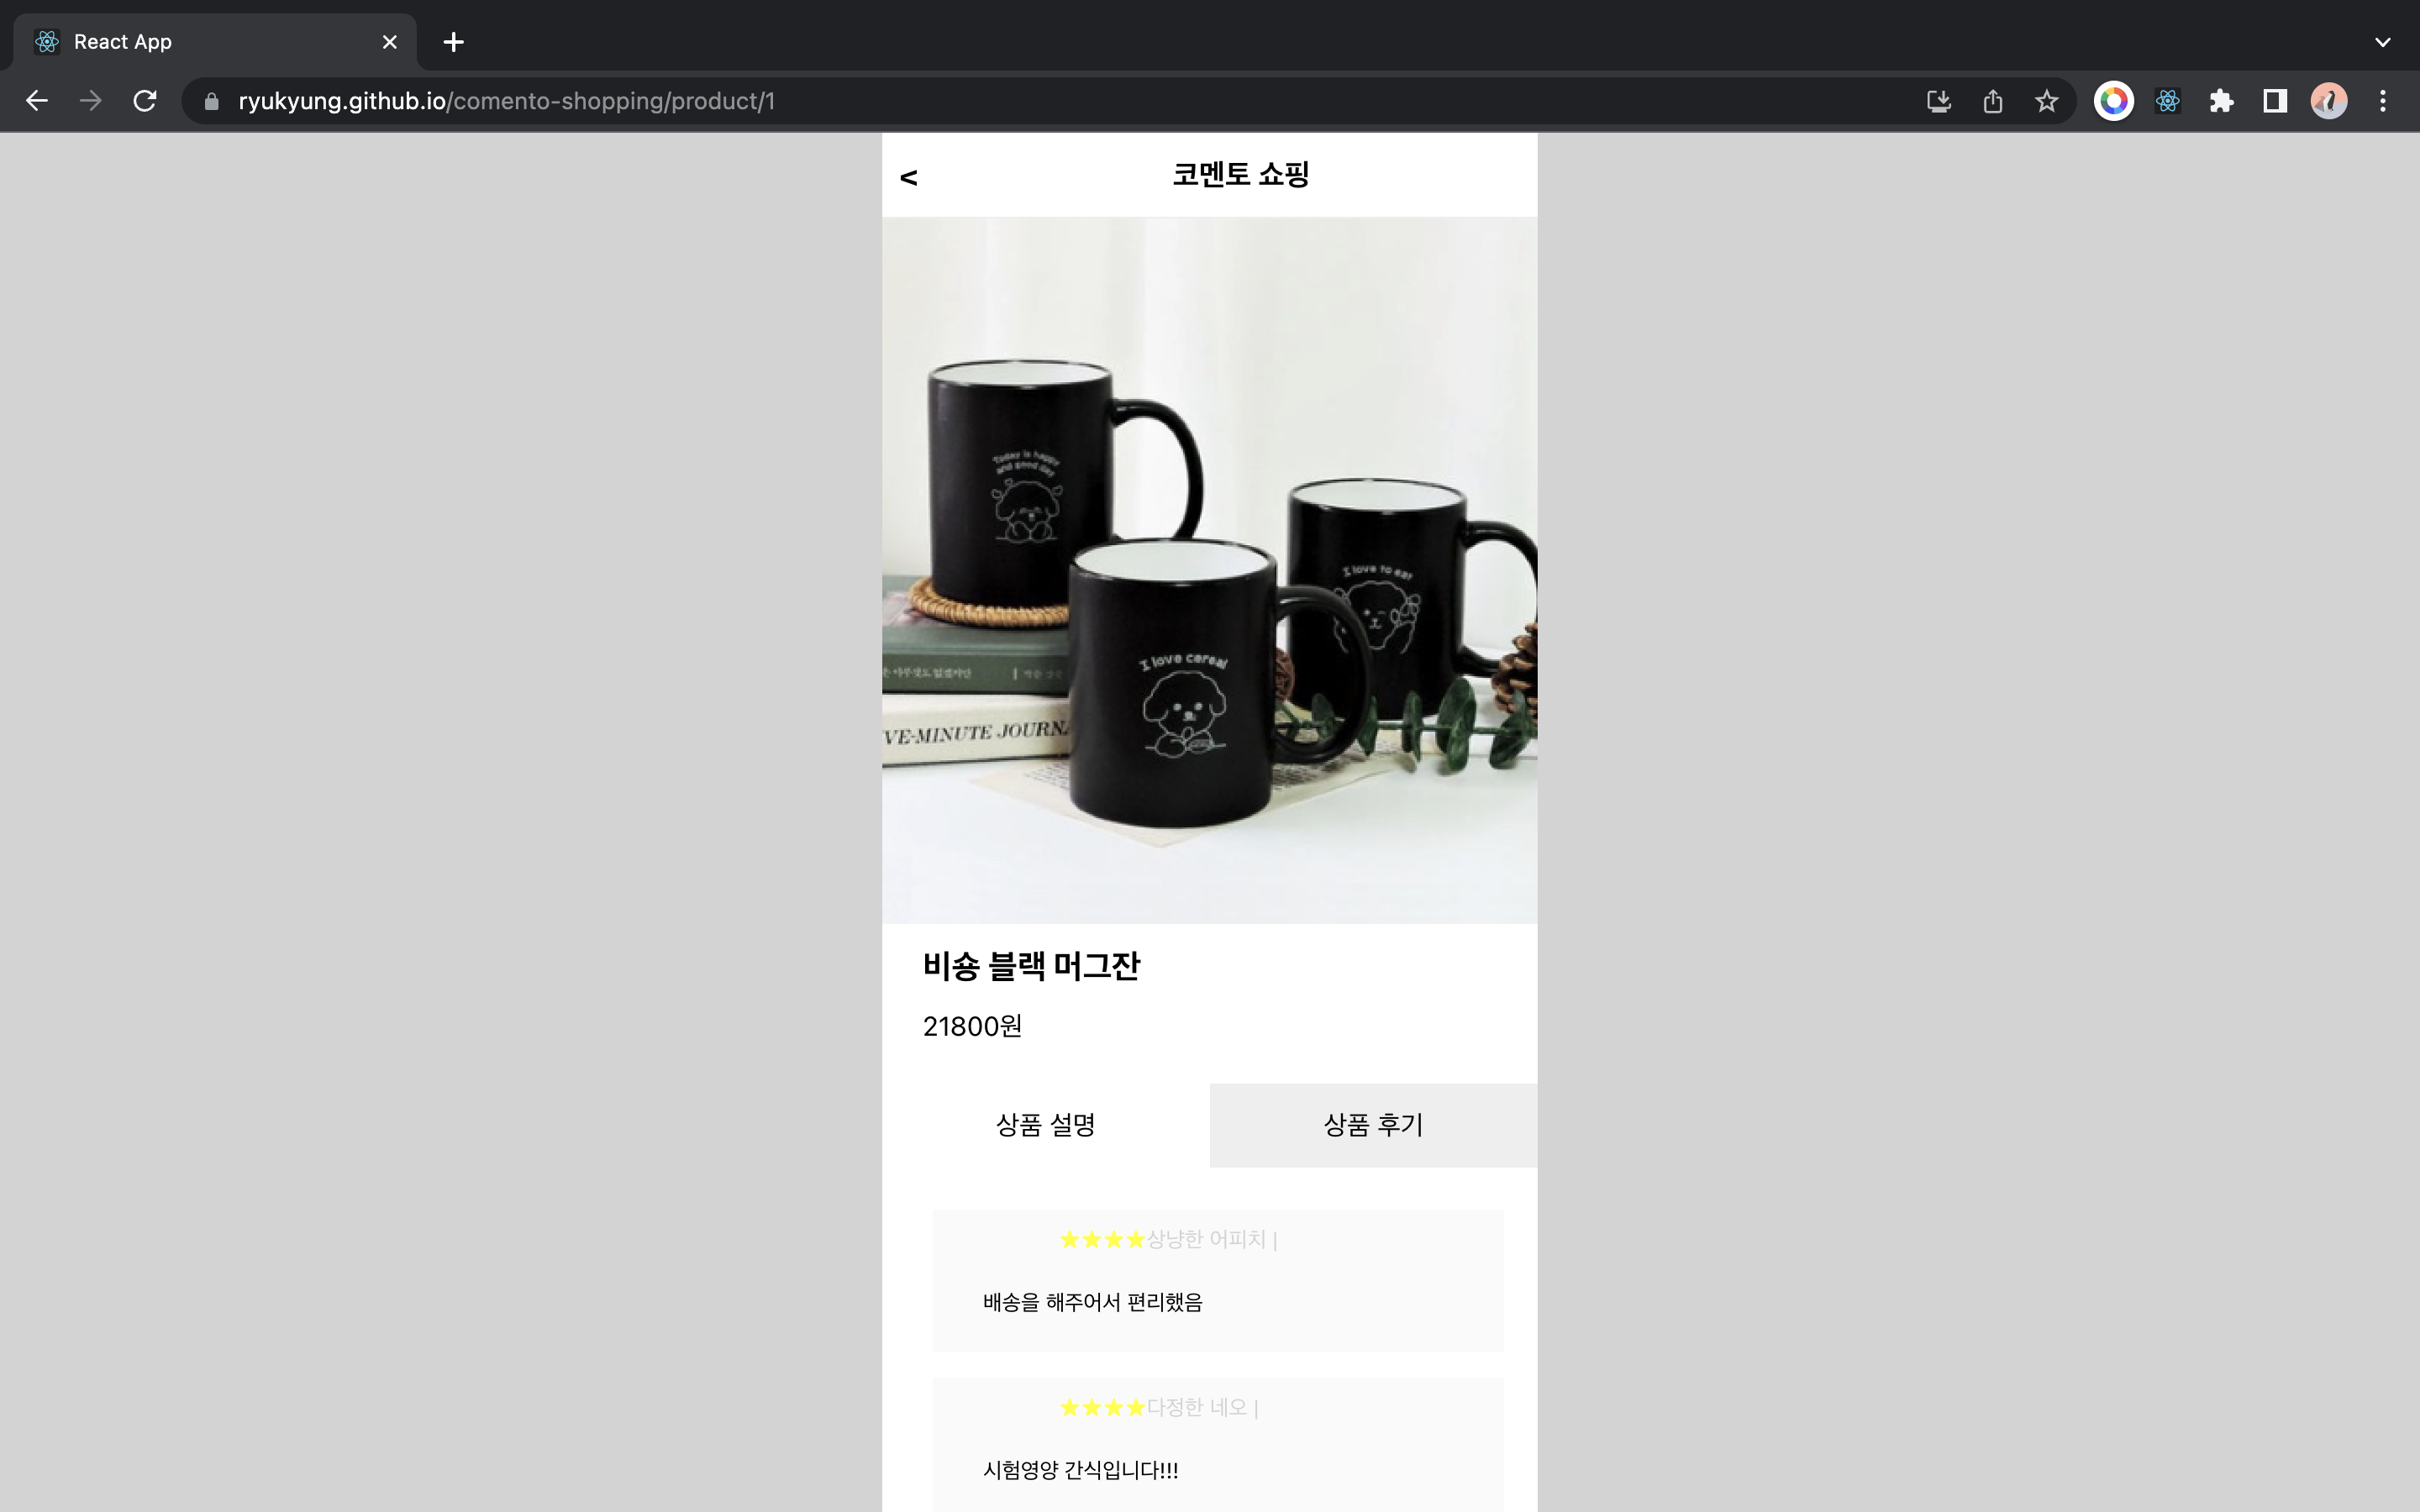 React App
ryukyung.github.io/comento-shopping/product/1
< 코멘토 쇼핑
Today is happy
and good day
I love to eat
I love cereal
VE-MINUTE JOURNA
비숑 블랙 머그잔
21800원
상품 설명 상품 후기
★★★★상냥한 어피치 |
배송을 해주어서 편리했음
★★★★다정한 네오 |
시험영양 간식입니다!!!